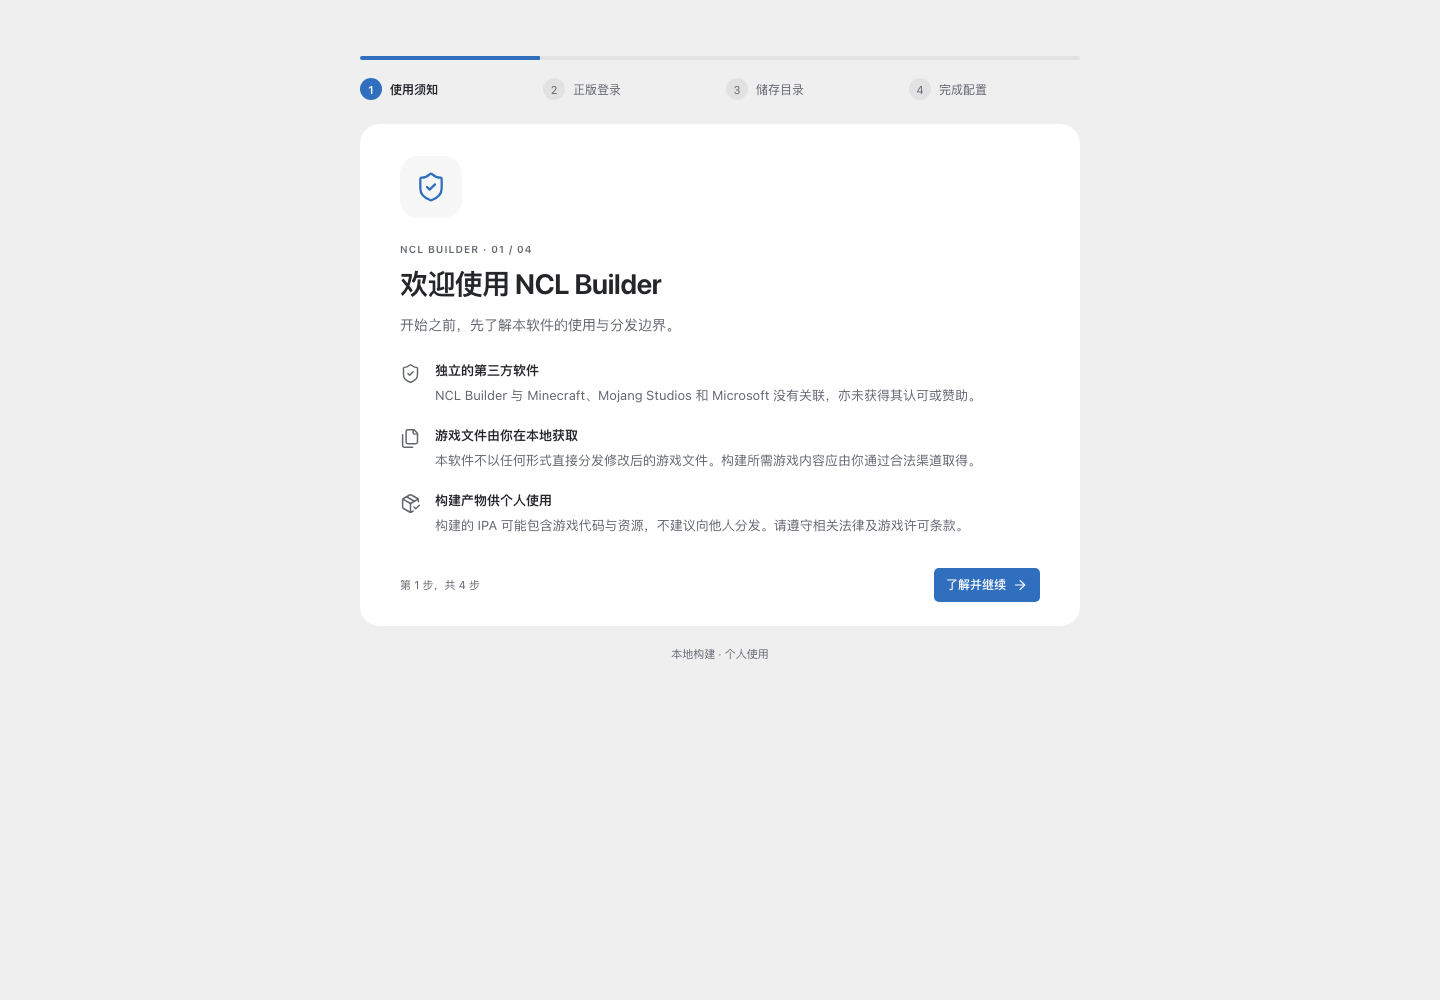 1 使用须知
2 正版登录
3 储存目录
4 完成配置
NCL BUILDER · 01 / 04
欢迎使用 NCL Builder
开始之前，先了解本软件的使用与分发边界。
独立的第三方软件
NCL Builder 与 Minecraft、Mojang Studios 和 Microsoft 没有关联，亦未获得其认可或赞助。
游戏文件由你在本地获取
本软件不以任何形式直接分发修改后的游戏文件。构建所需游戏内容应由你通过合法渠道取得。
构建产物供个人使用
构建的 IPA 可能包含游戏代码与资源，不建议向他人分发。请遵守相关法律及游戏许可条款。
第 1 步，共 4 步
了解并继续
本地构建 · 个人使用